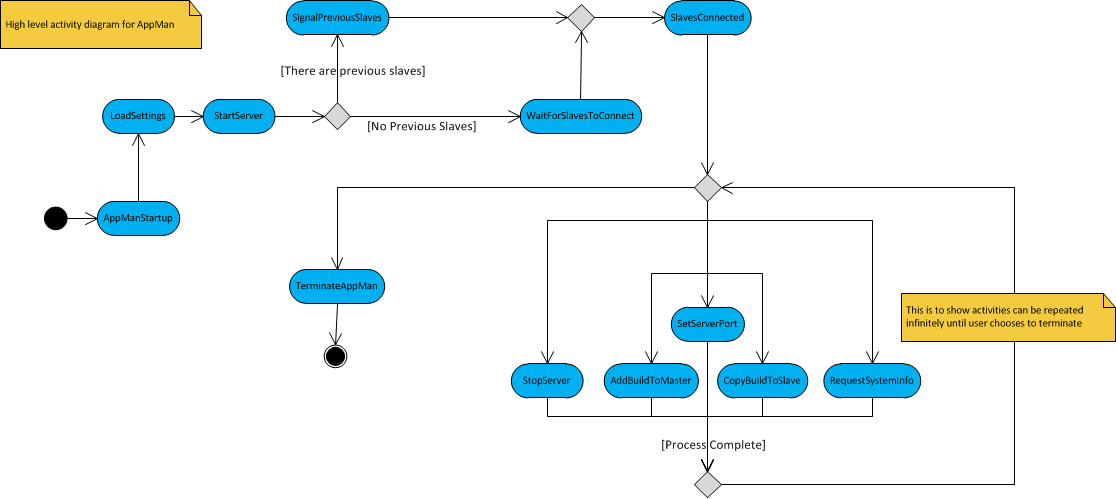 High level activity diagram for AppMan
SignalPreviousSlaves
SlavesConnected
[There are previous slaves]
LoadSettings
StartServer
[No Previous Slaves]
WaitForSlavesToConnect
AppManStartup
TerminateAppMan
This is to show activities can be repeated
infinitely until user chooses to terminate
SetServerPort
StopServer
AddBuildToMaster
CopyBuildToSlave
RequestSystemInfo
[Process Complete]